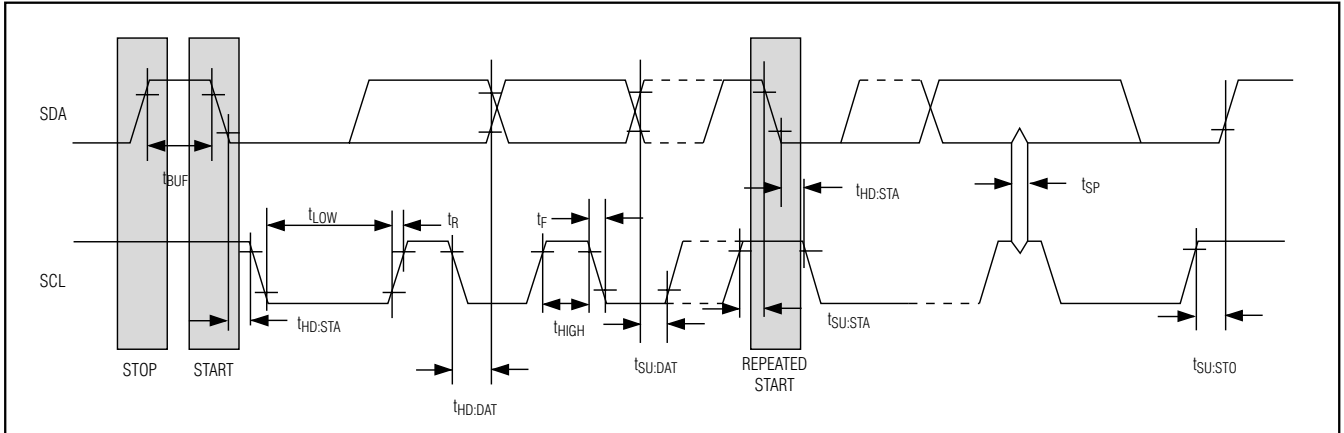 SDA
tBUF
tLOW
tR
tF
tHD:STA
tSP
SCL
tHD:STA
tHIGH
tSU:STA
STOP
START
tSU:DAT
REPEATED
START
tSU:STO
tHD:DAT